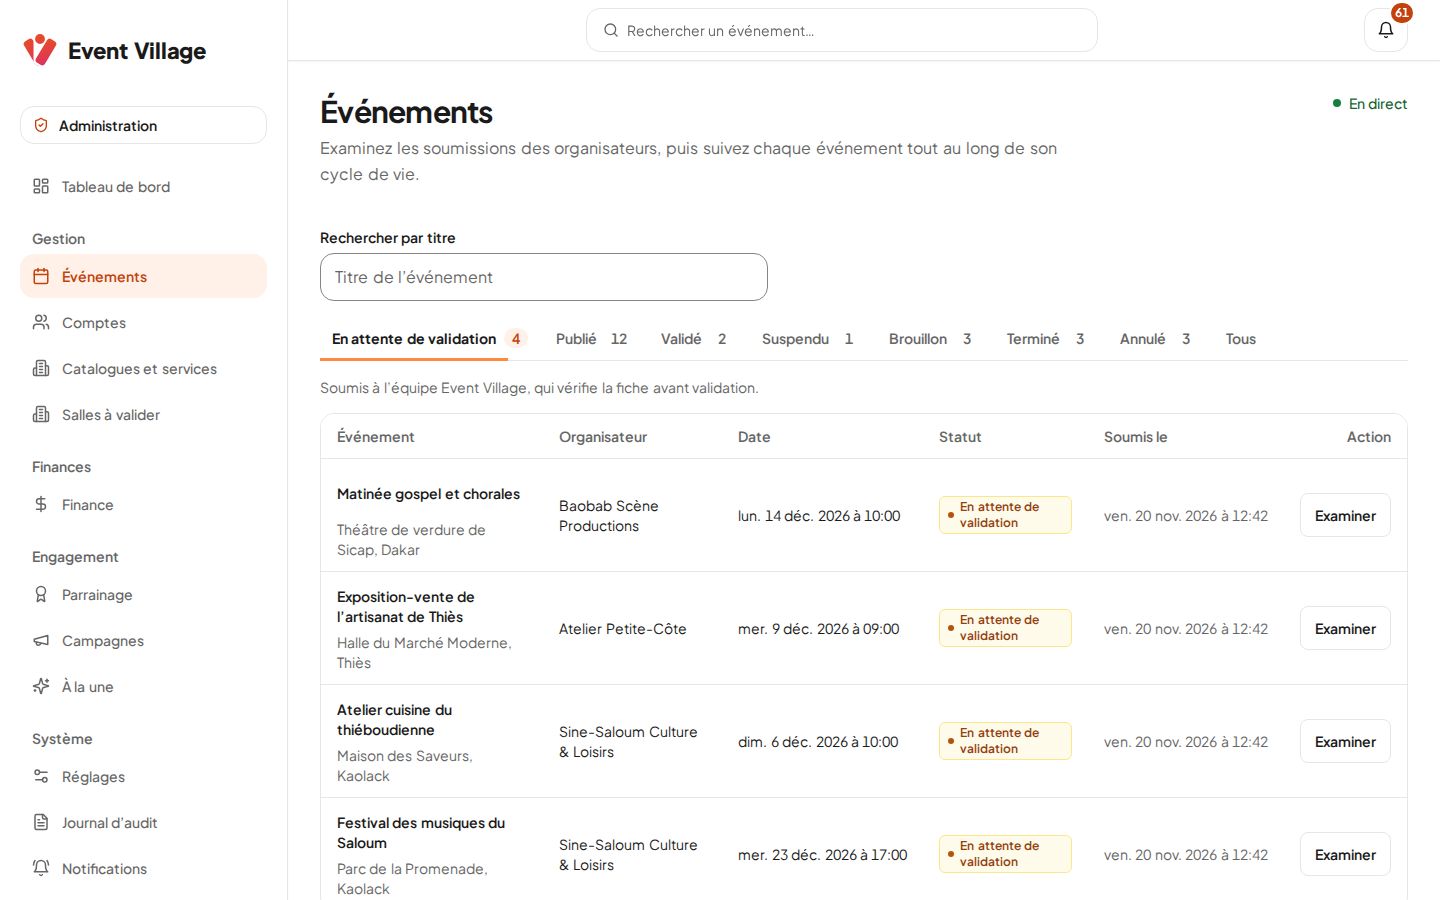 Event Village
Rechercher un événement…
61
Administration
Tableau de bord
Gestion
Événements
Comptes
Catalogues et services
Salles à valider
Finances
Finance
Engagement
Parrainage
Campagnes
À la une
Système
Réglages
Journal d’audit
Notifications
Événements
En direct
Examinez les soumissions des organisateurs, puis suivez chaque événement tout au long de son
cycle de vie.
Rechercher par titre
Titre de l’événement
En attente de validation 4 Publié 12 Validé 2 Suspendu 1 Brouillon 3 Terminé 3 Annulé 3 Tous
Soumis à l’équipe Event Village, qui vérifie la fiche avant validation.
Événement Organisateur Date Statut Soumis le Action
Matinée gospel et chorales
Théâtre de verdure de
Sicap, Dakar
Baobab Scène
Productions
lun. 14 déc. 2026 à 10:00
En attente de
validation
ven. 20 nov. 2026 à 12:42
Examiner
Exposition-vente de
l’artisanat de Thiès
Halle du Marché Moderne,
Thiès
Atelier Petite-Côte
mer. 9 déc. 2026 à 09:00
En attente de
validation
ven. 20 nov. 2026 à 12:42
Examiner
Atelier cuisine du
thiéboudienne
Maison des Saveurs,
Kaolack
Sine-Saloum Culture
& Loisirs
dim. 6 déc. 2026 à 10:00
En attente de
validation
ven. 20 nov. 2026 à 12:42
Examiner
Festival des musiques du
Saloum
Parc de la Promenade,
Kaolack
Sine-Saloum Culture
& Loisirs
mer. 23 déc. 2026 à 17:00
En attente de
validation
ven. 20 nov. 2026 à 12:42
Examiner